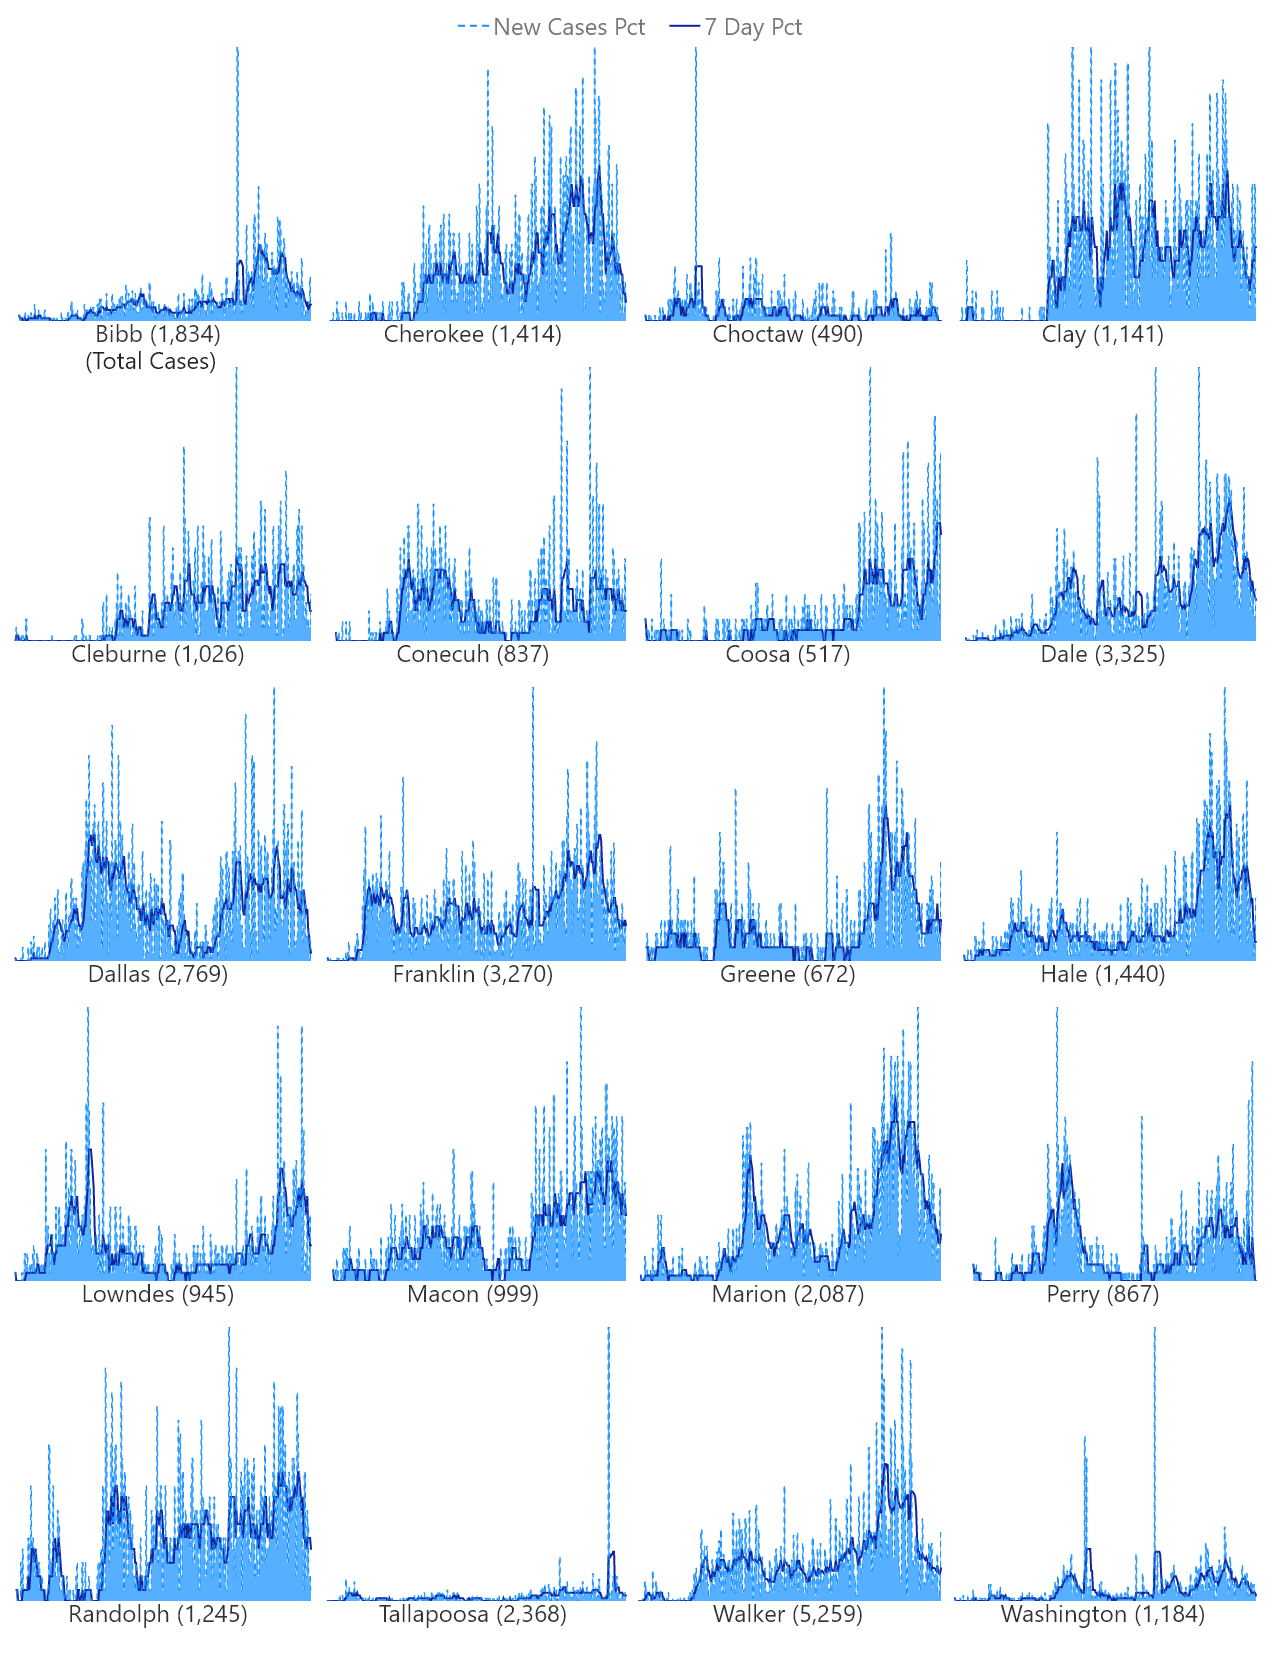 New Cases Pct 7 Day Pct
Bibb (1,834) Cherokee (1,414) Choctaw (490) Clay (1,141)
(Total Cases)
Cleburne (1,026) Conecuh (837) Coosa (517) Dale (3,325)
Dallas (2,769) Franklin (3,270) Greene (672) Hale (1,440)
Lowndes (945) Macon (999) Marion (2,087) Perry (867)
Randolph (1,245) Tallapoosa (2,368) Walker (5,259) Washington (1,184)